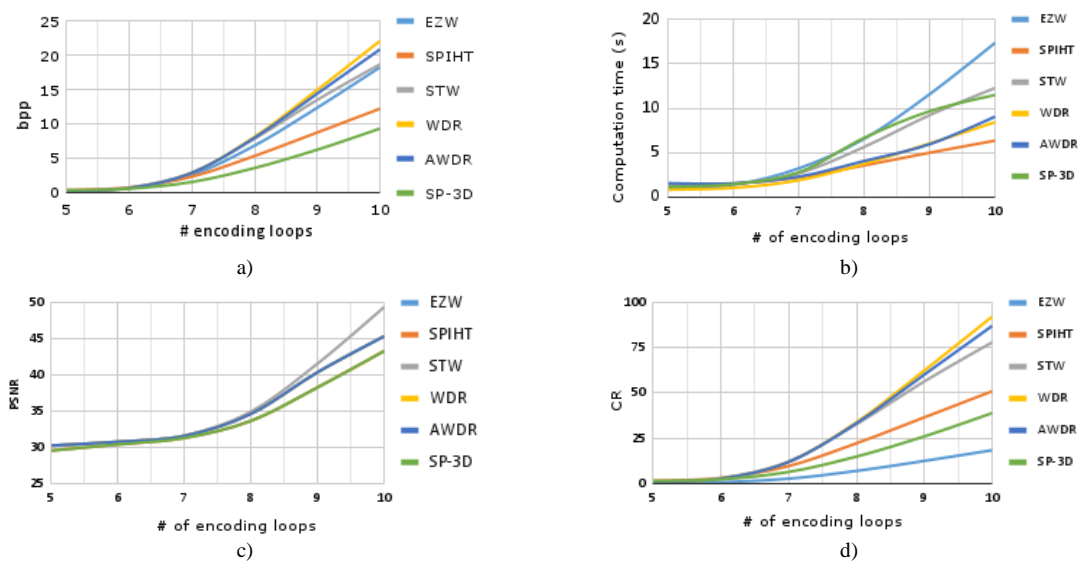 bpp
25
20
15
10
5
0
5 6 7 8 9 10
# encoding loops
EZW
SPIHT
STW
WDR
AWDR
SP-3D
a)
Computation time (s)
20
15
10
5
0
5 6 7 8 9 10
# of encoding loops
EZW
SPIHT
STW
WDR
AWDR
SP-3D
b)
PSNR
50
45
40
35
30
25
5 6 7 8 9 10
# of encoding loops
EZW
SPIHT
STW
WDR
AWDR
SP-3D
c)
CR
100
75
50
25
0
5 6 7 8 9 10
# of encoding loops
EZW
SPIHT
STW
WDR
AWDR
SP-3D
d)